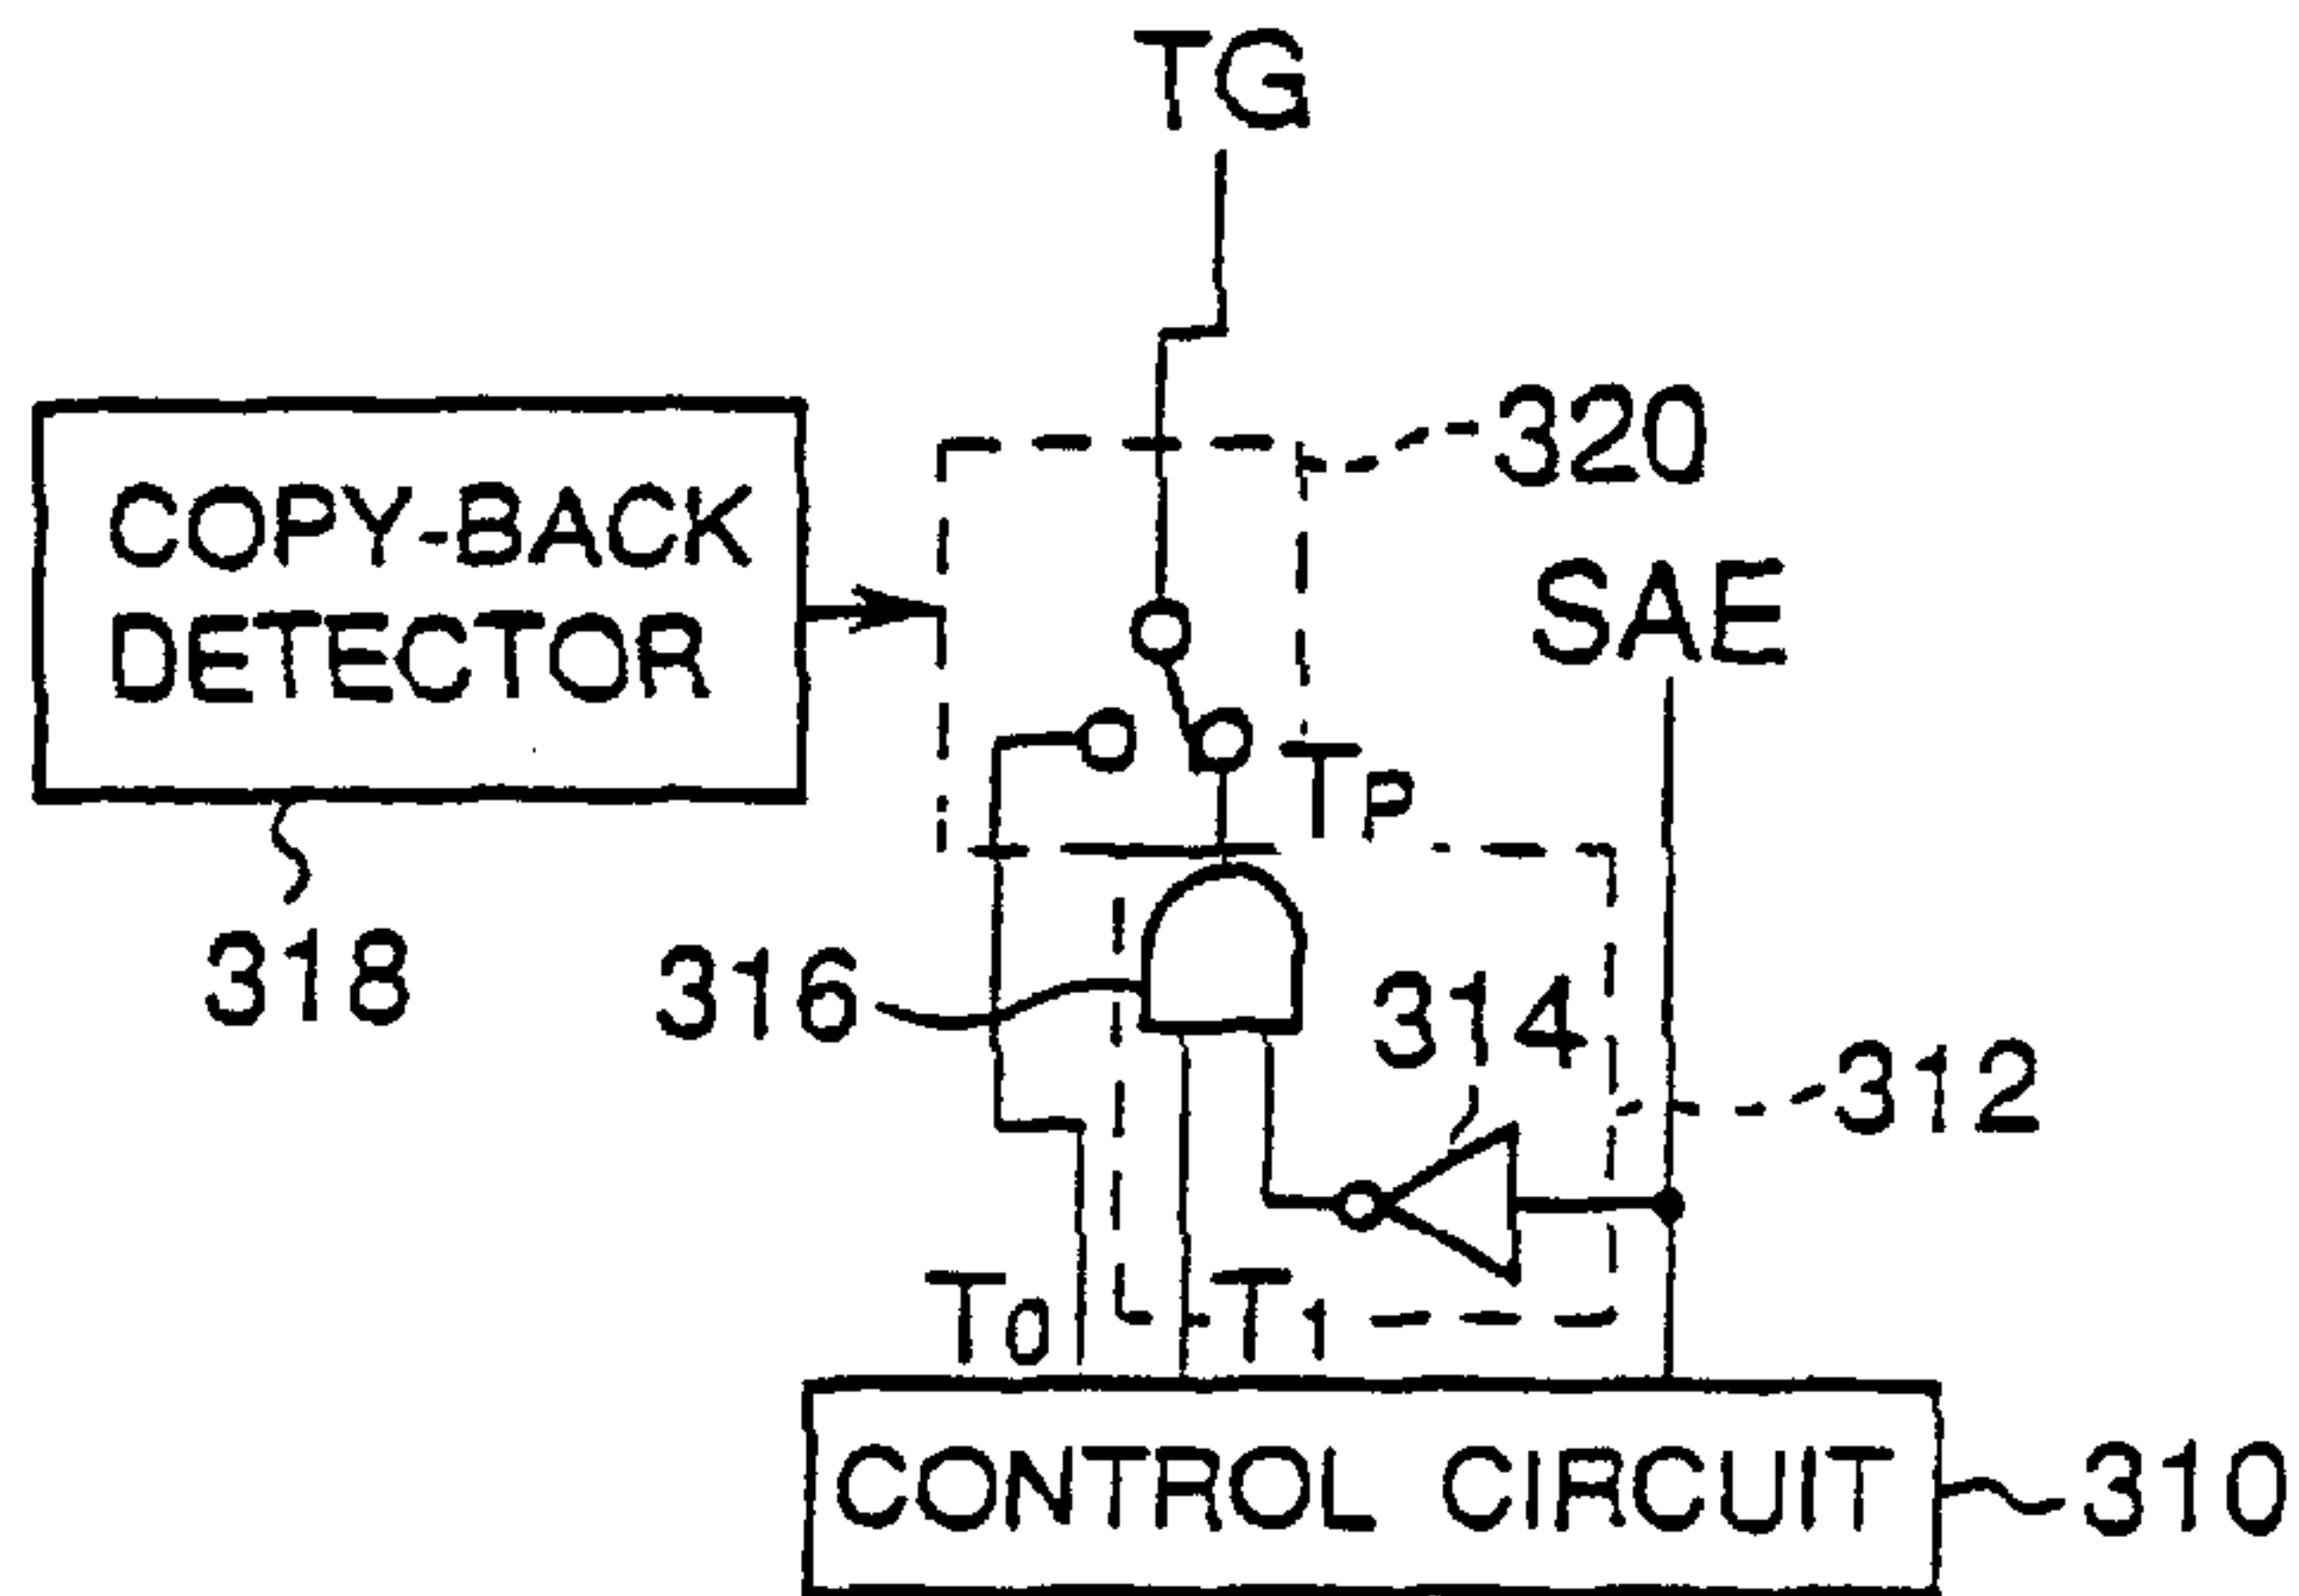 TG
320
COPY-BACK
DETECTOR
SAE
TP
318
316
314
312
T0
T1
CONTROL CIRCUIT
310